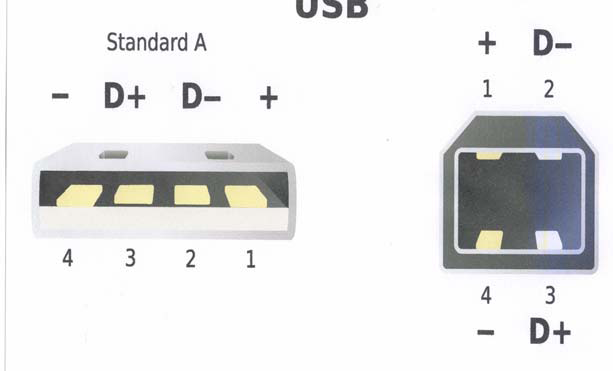 USB
Standard A
− D+ D− +
4 3 2 1
+ D−
1 2
4 3
− D+